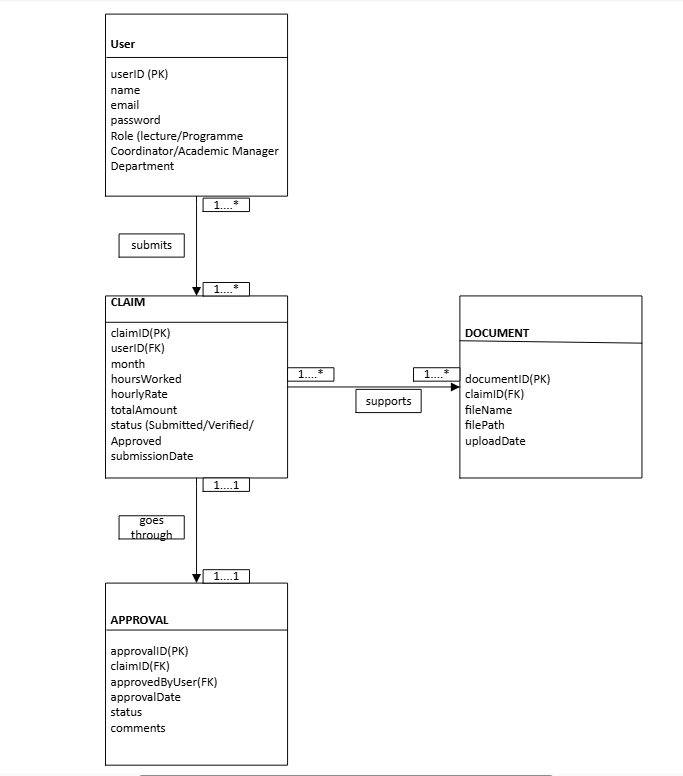 User
userID (PK)
name
email
password
Role (lecture/Programme
Coordinator/Academic Manager
Department
1....*
submits
1....*
CLAIM
claimID(PK)
userID(FK)
month
hoursWorked
hourlyRate
totalAmount
status (Submitted/Verified/
Approved
submissionDate
1....*
1....*
supports
DOCUMENT
documentID(PK)
claimID(FK)
fileName
filePath
uploadDate
1....1
goes
through
1....1
APPROVAL
approvalID(PK)
claimID(FK)
approvedByUser(FK)
approvalDate
status
comments